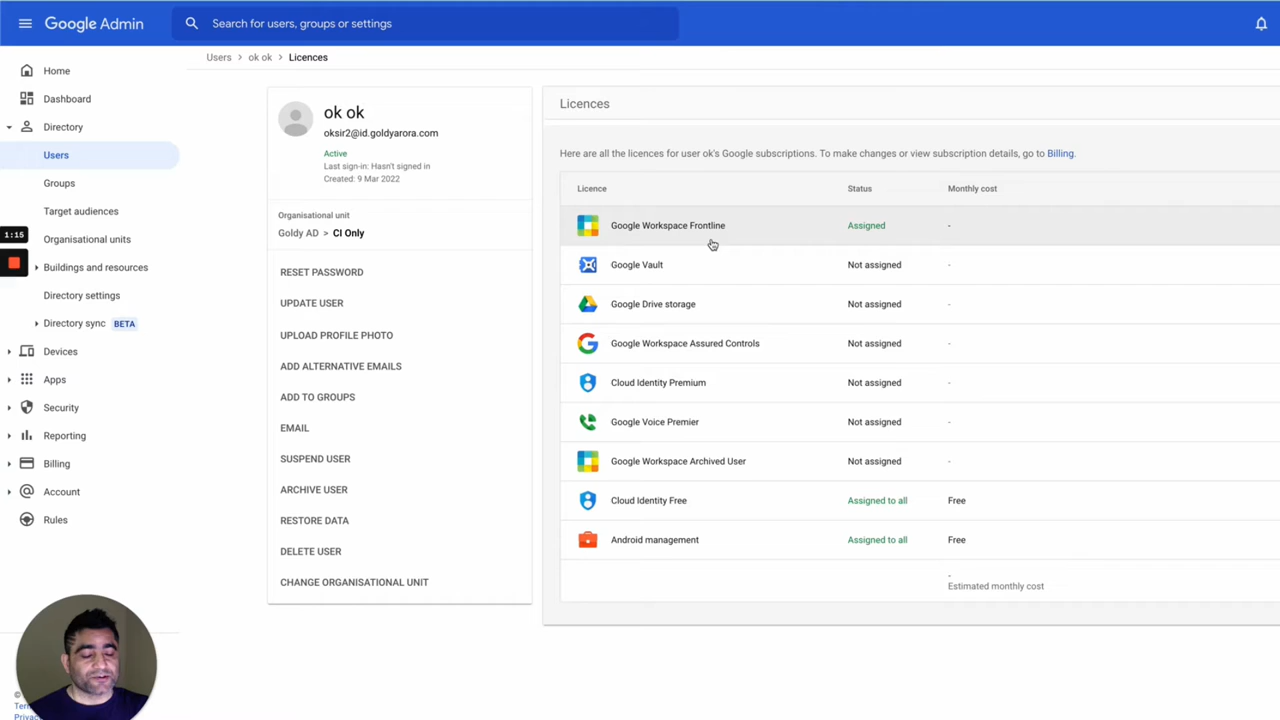 Google Admin
Search for users, groups or settings
Users > ok ok > Licences
Home
Dashboard
Directory
Users
Groups
Target audiences
Organisational units
Buildings and resources
Directory settings
Directory sync BETA
Devices
Apps
Security
Reporting
Billing
Account
Rules
1:15
ok ok
oksir2@id.goldyarora.com
Active
Last sign-in: Hasn't signed in
Created: 9 Mar 2022
Organisational unit
Goldy AD > CI Only
RESET PASSWORD
UPDATE USER
UPLOAD PROFILE PHOTO
ADD ALTERNATIVE EMAILS
ADD TO GROUPS
EMAIL
SUSPEND USER
ARCHIVE USER
RESTORE DATA
DELETE USER
CHANGE ORGANISATIONAL UNIT
Licences
Here are all the licences for user ok's Google subscriptions. To make changes or view subscription details, go to Billing.
Licence Status Monthly cost
Google Workspace Frontline Assigned -
Google Vault Not assigned -
Google Drive storage Not assigned -
Google Workspace Assured Controls Not assigned -
Cloud Identity Premium Not assigned -
Google Voice Premier Not assigned -
Google Workspace Archived User Not assigned -
Cloud Identity Free Assigned to all Free
Android management Assigned to all Free
-
Estimated monthly cost